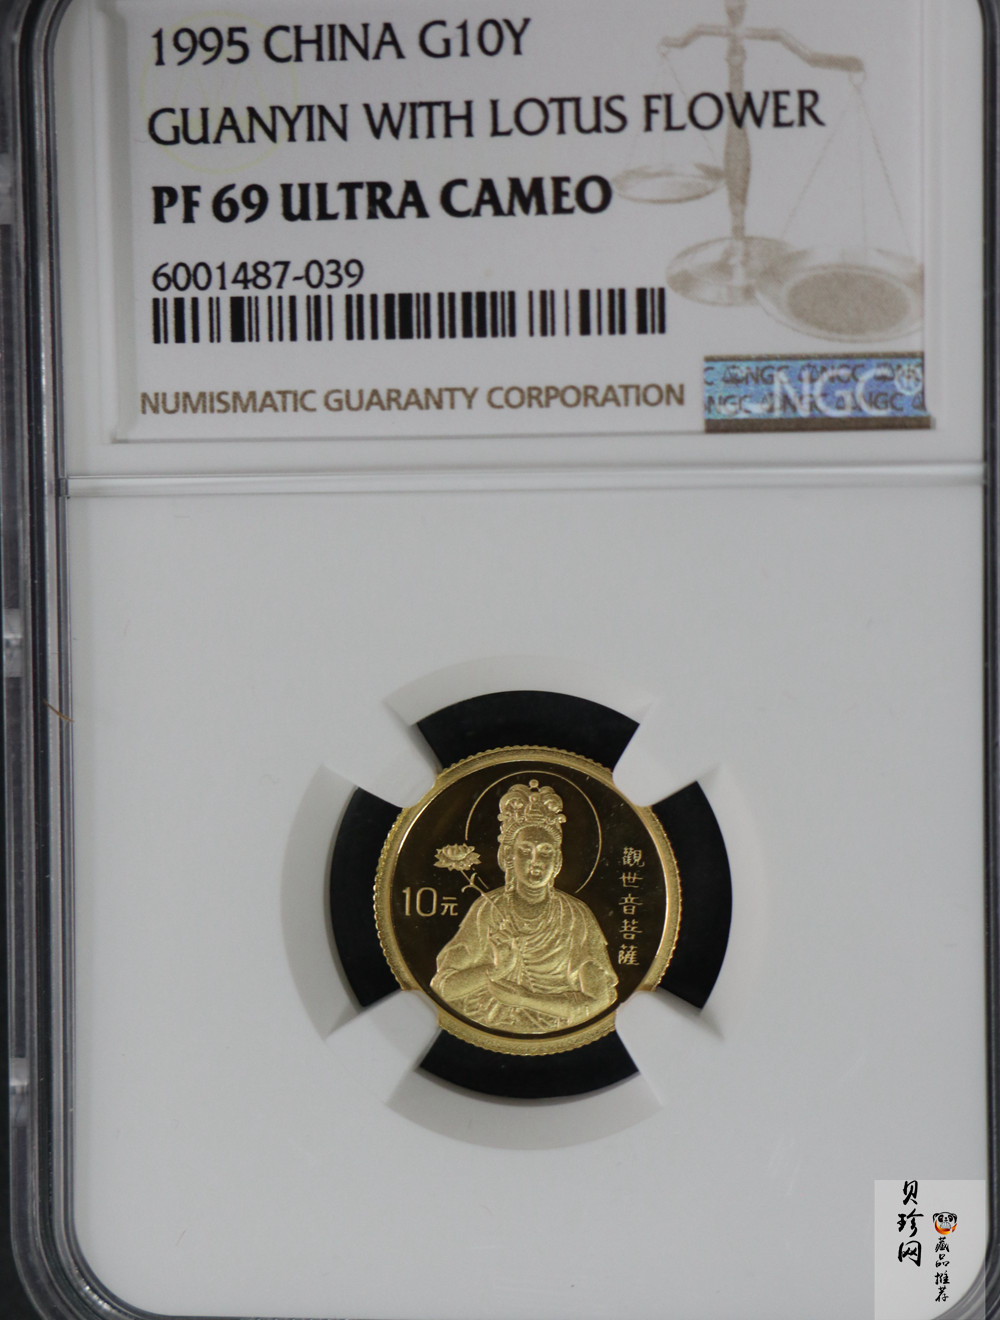 1995 CHINA G10Y
GUANYIN WITH LOTUS FLOWER
PF 69 ULTRA CAMEO
6001487-039
NUMISMATIC GUARANTY CORPORATION
NGC
10元
觀世音菩薩
贝珍网
藏品推荐